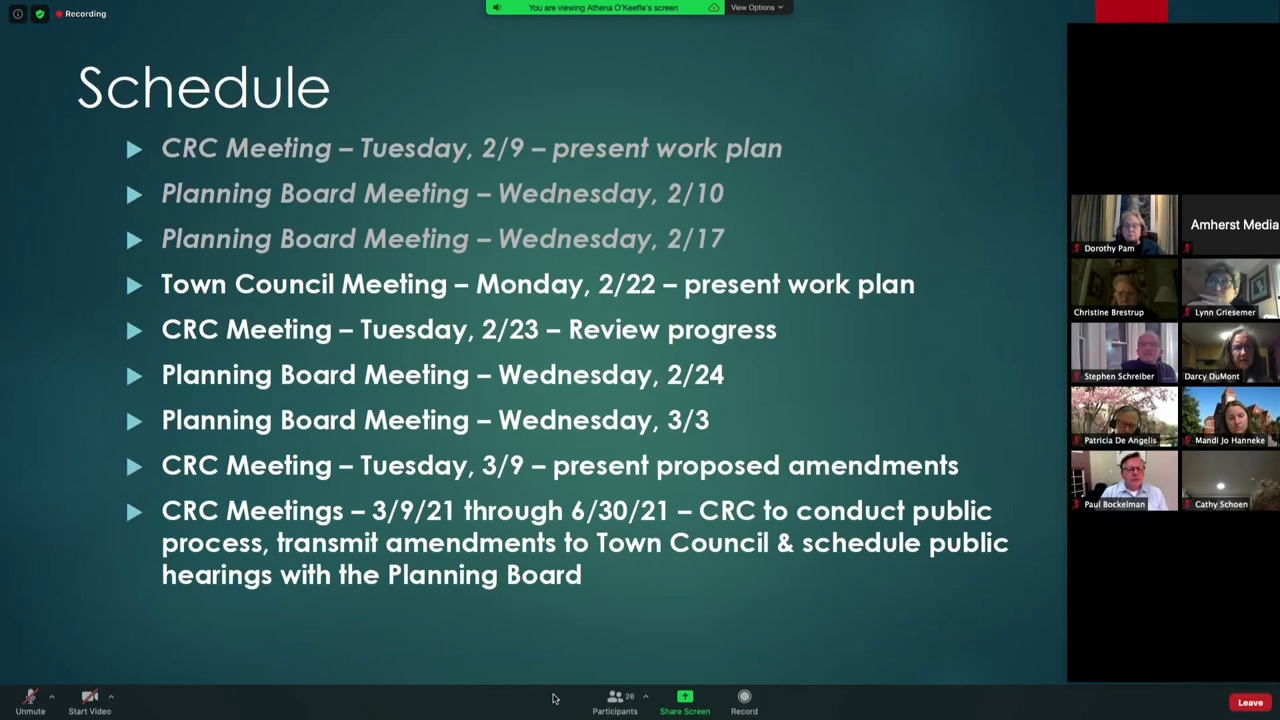 Recording
You are viewing Athena O'Keeffe's screen
View Options
Schedule
CRC Meeting – Tuesday, 2/9 – present work plan
Planning Board Meeting – Wednesday, 2/10
Planning Board Meeting – Wednesday, 2/17
Town Council Meeting – Monday, 2/22 – present work plan
CRC Meeting – Tuesday, 2/23 – Review progress
Planning Board Meeting – Wednesday, 2/24
Planning Board Meeting – Wednesday, 3/3
CRC Meeting – Tuesday, 3/9 – present proposed amendments
CRC Meetings – 3/9/21 through 6/30/21 – CRC to conduct public
process, transmit amendments to Town Council & schedule public
hearings with the Planning Board
Dorothy Pam
Amherst Media
Christine Brestrup
Lynn Griesemer
Stephen Schreiber
Darcy DuMont
Patricia De Angelis
Mandi Jo Hanneke
Paul Bockelman
Cathy Schoen
Unmute
Start Video
26
Participants
Share Screen
Record
Leave